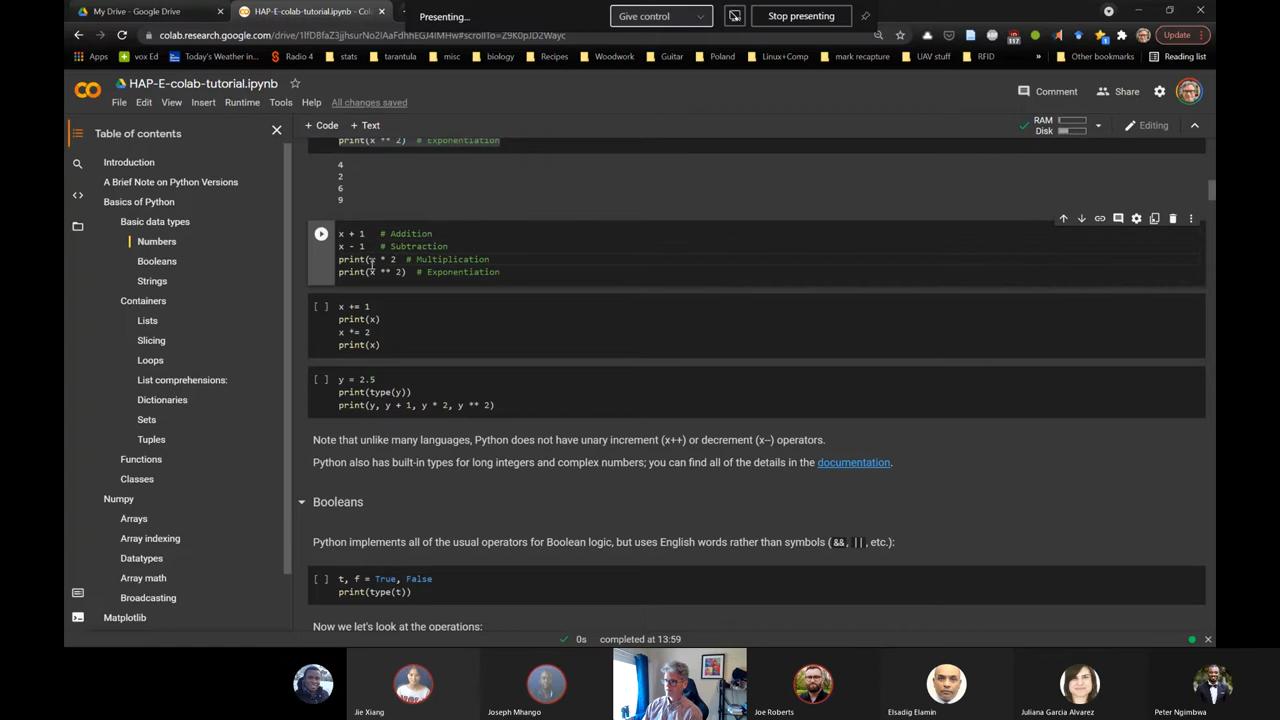 My Drive - Google Drive
HAP-E-colab-tutorial.ipynb - Col
Presenting...
Give control
Stop presenting
Update
vox Ed
Today's Weather in...
Radio 4
stats
tarantula
misc
biology
Recipes
Woodwork
Guitar
Poland
Linux+Comp
mark recapture
UAV stuff
RFID
»
Other bookmarks
Reading list
HAP-E-colab-tutorial.ipynb
File Edit View Insert Runtime Tools Help All changes saved
Comment
Share
+ Code + Text
RAM
Disk
Editing
Table of contents
Introduction
A Brief Note on Python Versions
Basics of Python
Basic data types
Numbers
Booleans
Strings
Containers
Lists
Slicing
Loops
List comprehensions:
Dictionaries
Sets
Tuples
Functions
Classes
Numpy
Arrays
Array indexing
Datatypes
Array math
Broadcasting
Matplotlib
print(x ** 2) # Exponentiation
4
2
6
9
x + 1 # Addition
x - 1 # Subtraction
print(x * 2 # Multiplication
print(x ** 2) # Exponentiation
[ ] x += 1
print(x)
x *= 2
print(x)
[ ] y = 2.5
print(type(y))
print(y, y + 1, y * 2, y ** 2)
Note that unlike many languages, Python does not have unary increment (x++) or decrement (x--) operators.
Python also has built-in types for long integers and complex numbers; you can find all of the details in the documentation.
Booleans
Python implements all of the usual operators for Boolean logic, but uses English words rather than symbols (&&, ||, etc.):
[ ] t, f = True, False
print(type(t))
Now we let's look at the operations:
0s completed at 13:59
Jie Xiang
Joseph Mhango
Joe Roberts
Elsadig Elamin
Juliana Garcia Alvarez
Peter Ngimbwa